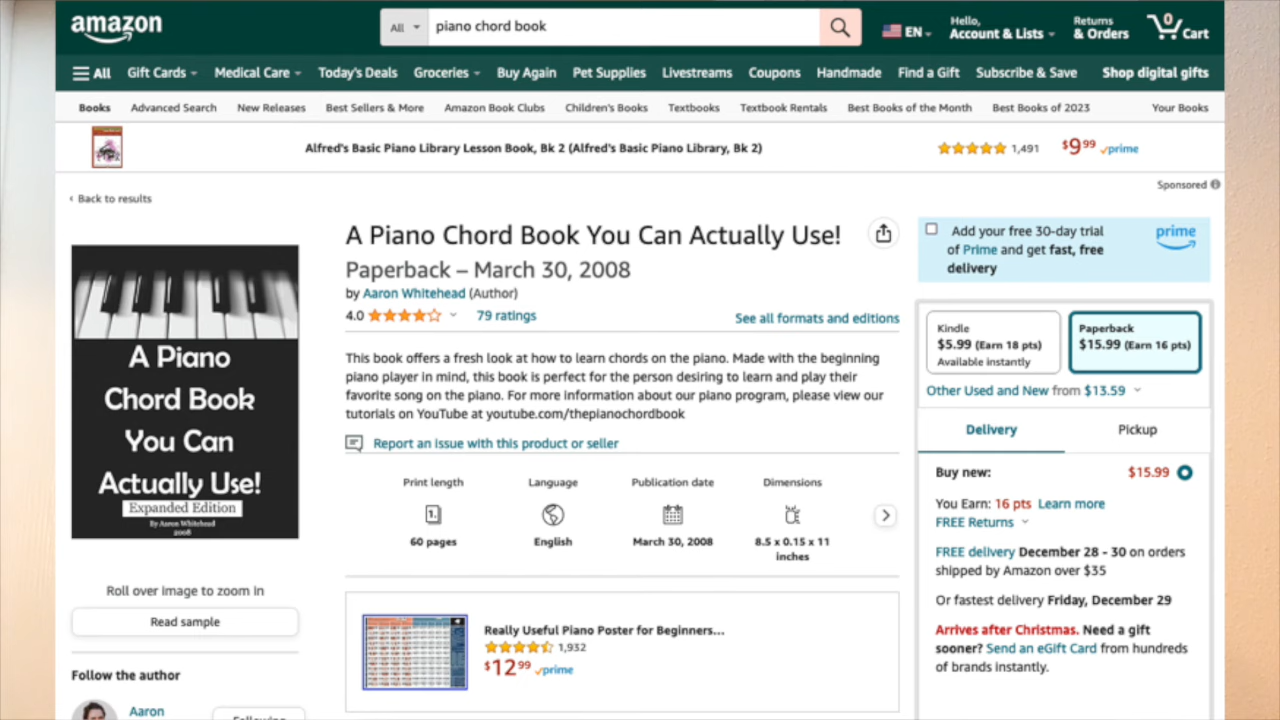 amazon
All
piano chord book
EN
Hello,
Account & Lists
Returns
& Orders
0
Cart
All
Gift Cards
Medical Care
Today's Deals
Groceries
Buy Again
Pet Supplies
Livestreams
Coupons
Handmade
Find a Gift
Subscribe & Save
Shop digital gifts
Books
Advanced Search
New Releases
Best Sellers & More
Amazon Book Clubs
Children's Books
Textbooks
Textbook Rentals
Best Books of the Month
Best Books of 2023
Your Books
Alfred's Basic Piano Library Lesson Book, Bk 2 (Alfred's Basic Piano Library, Bk 2)
1,491
$9 99
prime
Sponsored
‹ Back to results
A Piano
Chord Book
You Can
Actually Use!
Expanded Edition
By Aaron Whitehead
2008
Roll over image to zoom in
Read sample
Follow the author
Aaron
Following
A Piano Chord Book You Can Actually Use!
Paperback – March 30, 2008
by Aaron Whitehead (Author)
4.0
79 ratings
See all formats and editions
This book offers a fresh look at how to learn chords on the piano. Made with the beginning
piano player in mind, this book is perfect for the person desiring to learn and play their
favorite song on the piano. For more information about our piano program, please view our
tutorials on YouTube at youtube.com/thepianochordbook
Report an issue with this product or seller
Print length
Language
Publication date
Dimensions
1.
60 pages
English
March 30, 2008
8.5 x 0.15 x 11
inches
Really Useful Piano Poster for Beginners...
1,932
$12 99
prime
Add your free 30-day trial
of Prime and get fast, free
delivery
prime
Kindle
$5.99 (Earn 18 pts)
Available instantly
Paperback
$15.99 (Earn 16 pts)
Other Used and New from $13.59
Delivery
Pickup
Buy new:
$15.99
You Earn: 16 pts Learn more
FREE Returns
FREE delivery December 28 - 30 on orders
shipped by Amazon over $35
Or fastest delivery Friday, December 29
Arrives after Christmas. Need a gift
sooner? Send an eGift Card from hundreds
of brands instantly.